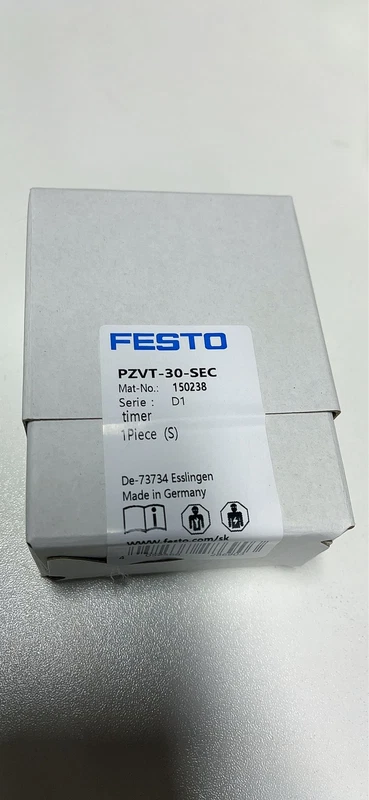 FESTO
PZVT-30-SEC
Mat-No.: 150238
Serie : D1
timer
1Piece (S)
De-73734 Esslingen
Made in Germany
www.festo.com/sk